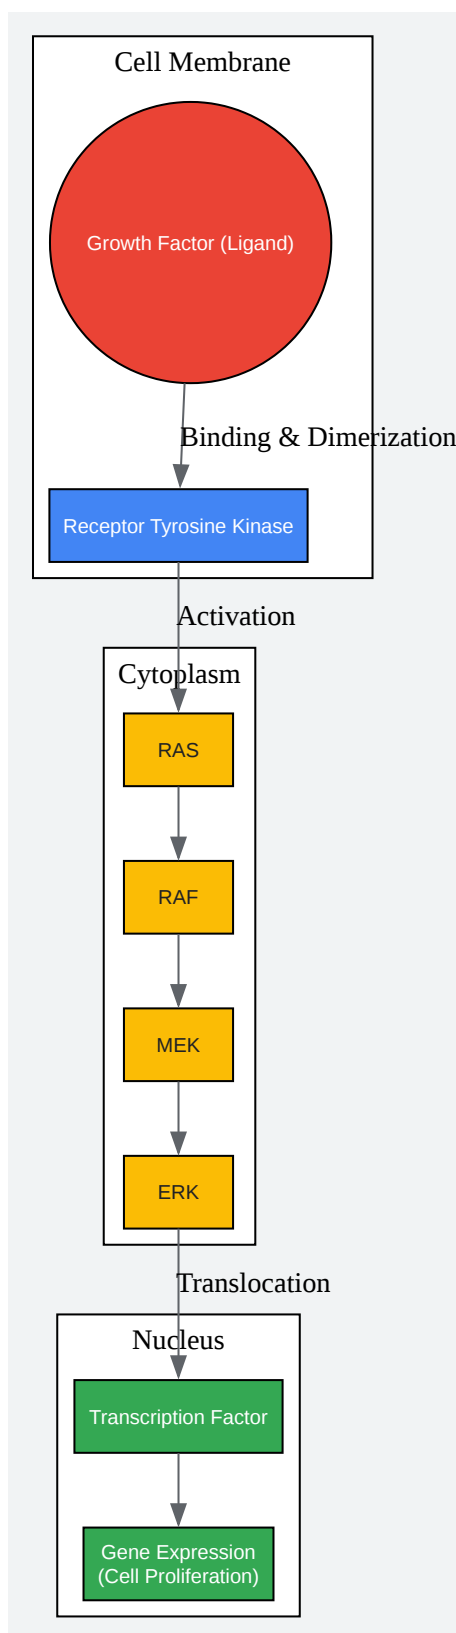 Cell Membrane
Growth Factor (Ligand)
Binding & Dimerization
Receptor Tyrosine Kinase
Activation
Cytoplasm
RAS
RAF
MEK
ERK
Translocation
Nucleus
Transcription Factor
Gene Expression
(Cell Proliferation)